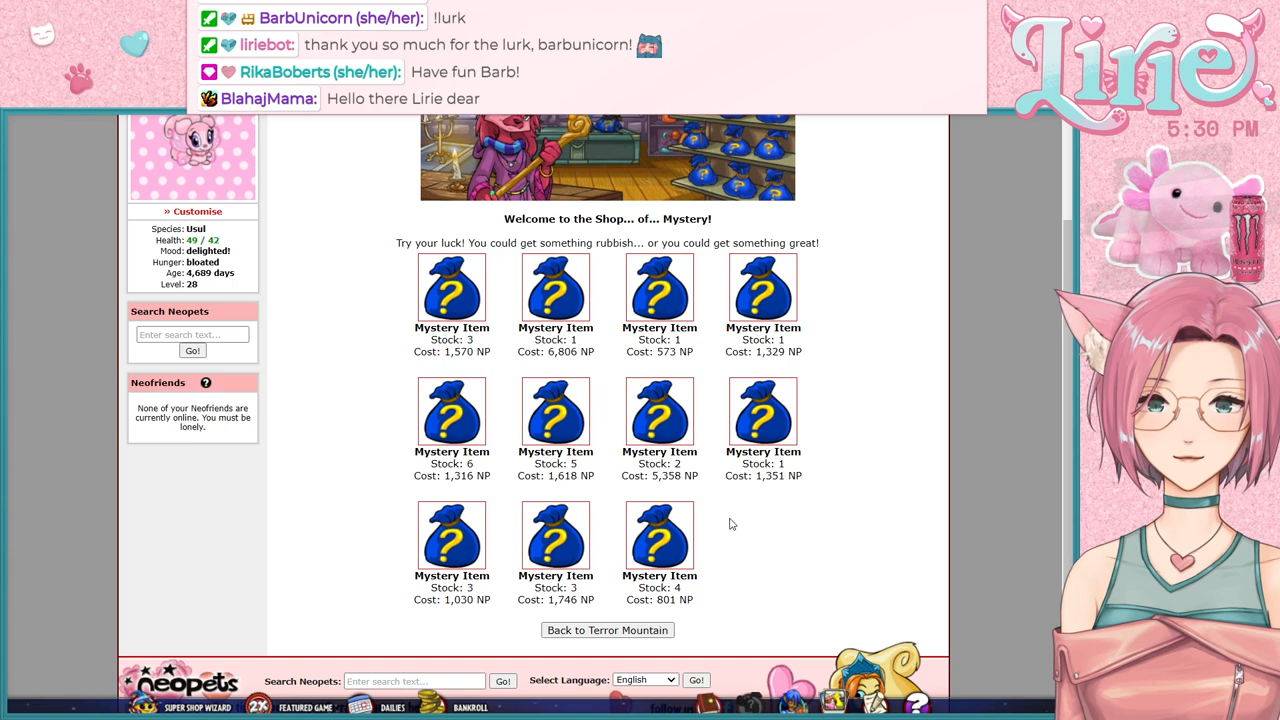 BarbUnicorn (she/her): !lurk
liriebot: thank you so much for the lurk, barbunicorn!
RikaBoberts (she/her): Have fun Barb!
BlahajMama: Hello there Lirie dear
Lirie
5:30 PM
» Customise
Species: Usul
Health: 49 / 42
Mood: delighted!
Hunger: bloated
Age: 4,689 days
Level: 28
Search Neopets
Enter search text...
Go!
Neofriends ?
None of your Neofriends are
currently online. You must be
lonely.
Welcome to the Shop... of... Mystery!
Try your luck! You could get something rubbish... or you could get something great!
Mystery Item Mystery Item Mystery Item Mystery Item
Stock: 3 Stock: 1 Stock: 1 Stock: 1
Cost: 1,570 NP Cost: 6,806 NP Cost: 573 NP Cost: 1,329 NP
Mystery Item Mystery Item Mystery Item Mystery Item
Stock: 6 Stock: 5 Stock: 2 Stock: 1
Cost: 1,316 NP Cost: 1,618 NP Cost: 5,358 NP Cost: 1,351 NP
Mystery Item Mystery Item Mystery Item
Stock: 3 Stock: 3 Stock: 4
Cost: 1,030 NP Cost: 1,746 NP Cost: 801 NP
Back to Terror Mountain
neopets
Search Neopets: Enter search text... Go! Select Language: English Go!
SUPER SHOP WIZARD 2X FEATURED GAME DAILIES BANKROLL follow us ?